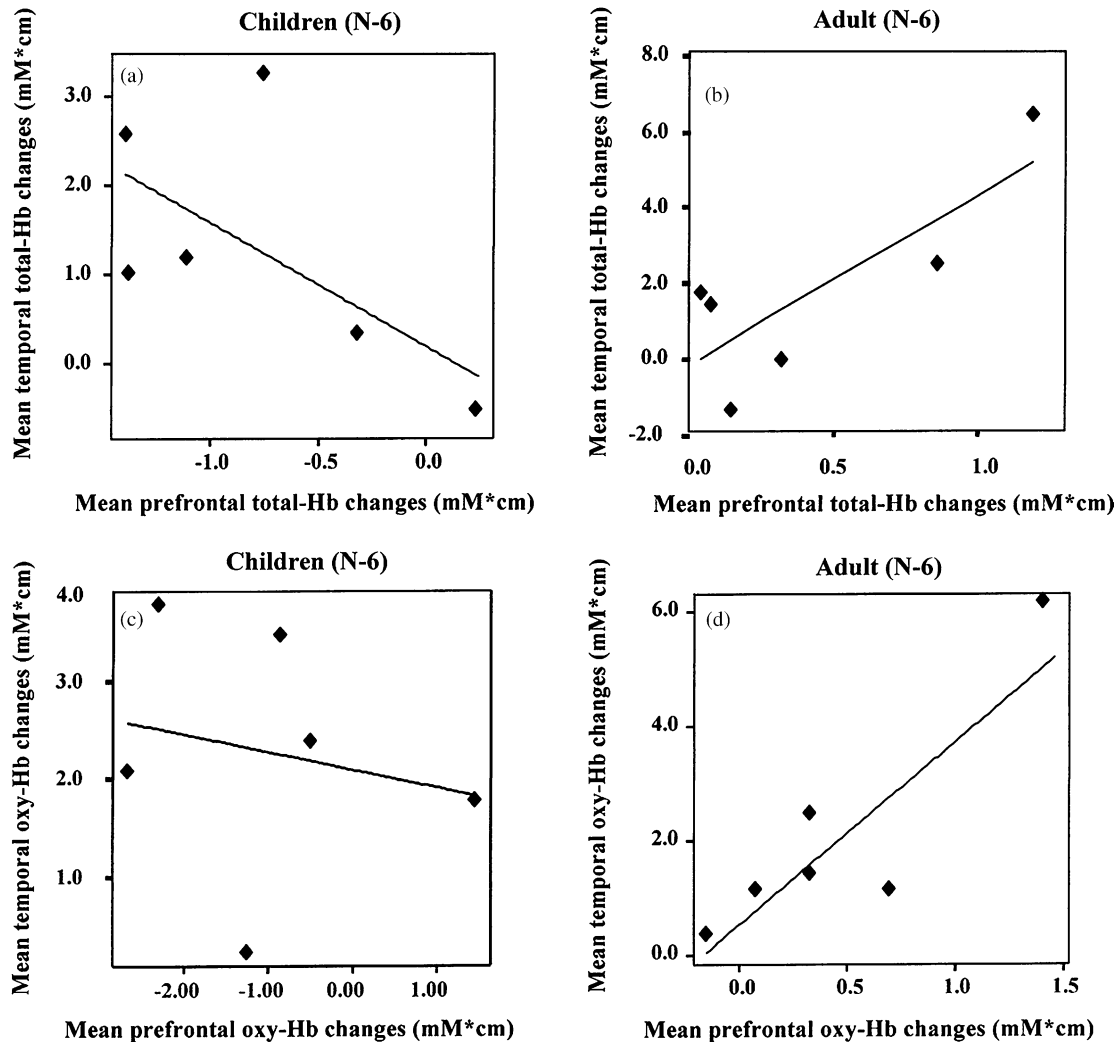 Children (N-6)
(a)
Mean temporal total-Hb changes (mM*cm)
3.0
2.0
1.0
0.0
-1.0
-0.5
0.0
Mean prefrontal total-Hb changes (mM*cm)
Adult (N-6)
(b)
Mean temporal total-Hb changes (mM*cm)
8.0
6.0
4.0
2.0
0.0
-2.0
0.0
0.5
1.0
Mean prefrontal total-Hb changes (mM*cm)
Children (N-6)
(c)
Mean temporal oxy-Hb changes (mM*cm)
4.0
3.0
2.0
1.0
-2.00
-1.00
0.00
1.00
Mean prefrontal oxy-Hb changes (mM*cm)
Adult (N-6)
(d)
Mean temporal oxy-Hb changes (mM*cm)
6.0
4.0
2.0
0.0
0.0
0.5
1.0
1.5
Mean prefrontal oxy-Hb changes (mM*cm)